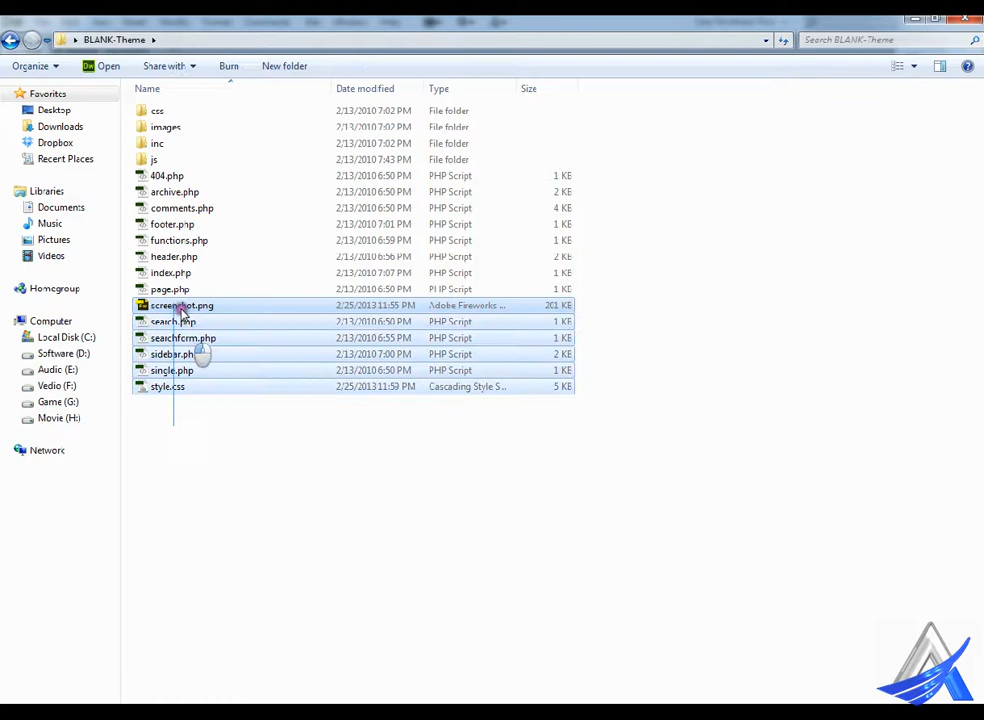 BLANK-Theme
Search BLANK-Theme
Organize Open Share with Burn New folder
Name Date modified Type Size
Favorites
Desktop
Downloads
Dropbox
Recent Places
Libraries
Documents
Music
Pictures
Videos
Homegroup
Computer
Local Disk (C:)
Software (D:)
Audio (E:)
Vedio (F:)
Game (G:)
Movie (H:)
Network
css 2/13/2010 7:02 PM File folder
images 2/13/2010 7:02 PM File folder
inc 2/13/2010 7:02 PM File folder
js 2/13/2010 7:43 PM File folder
404.php 2/13/2010 6:50 PM PHP Script 1 KB
archive.php 2/13/2010 6:50 PM PHP Script 2 KB
comments.php 2/13/2010 6:50 PM PHP Script 4 KB
footer.php 2/13/2010 7:01 PM PHP Script 1 KB
functions.php 2/13/2010 6:59 PM PHP Script 1 KB
header.php 2/13/2010 6:56 PM PHP Script 2 KB
index.php 2/13/2010 7:07 PM PHP Script 1 KB
page.php 2/13/2010 6:50 PM PHP Script 1 KB
screenshot.png 2/25/2013 11:55 PM Adobe Fireworks ... 201 KB
search.php 2/13/2010 6:50 PM PHP Script 1 KB
searchform.php 2/13/2010 6:55 PM PHP Script 1 KB
sidebar.ph 2/13/2010 7:00 PM PHP Script 2 KB
single.php 2/13/2010 6:50 PM PHP Script 1 KB
style.css 2/25/2013 11:59 PM Cascading Style S... 5 KB